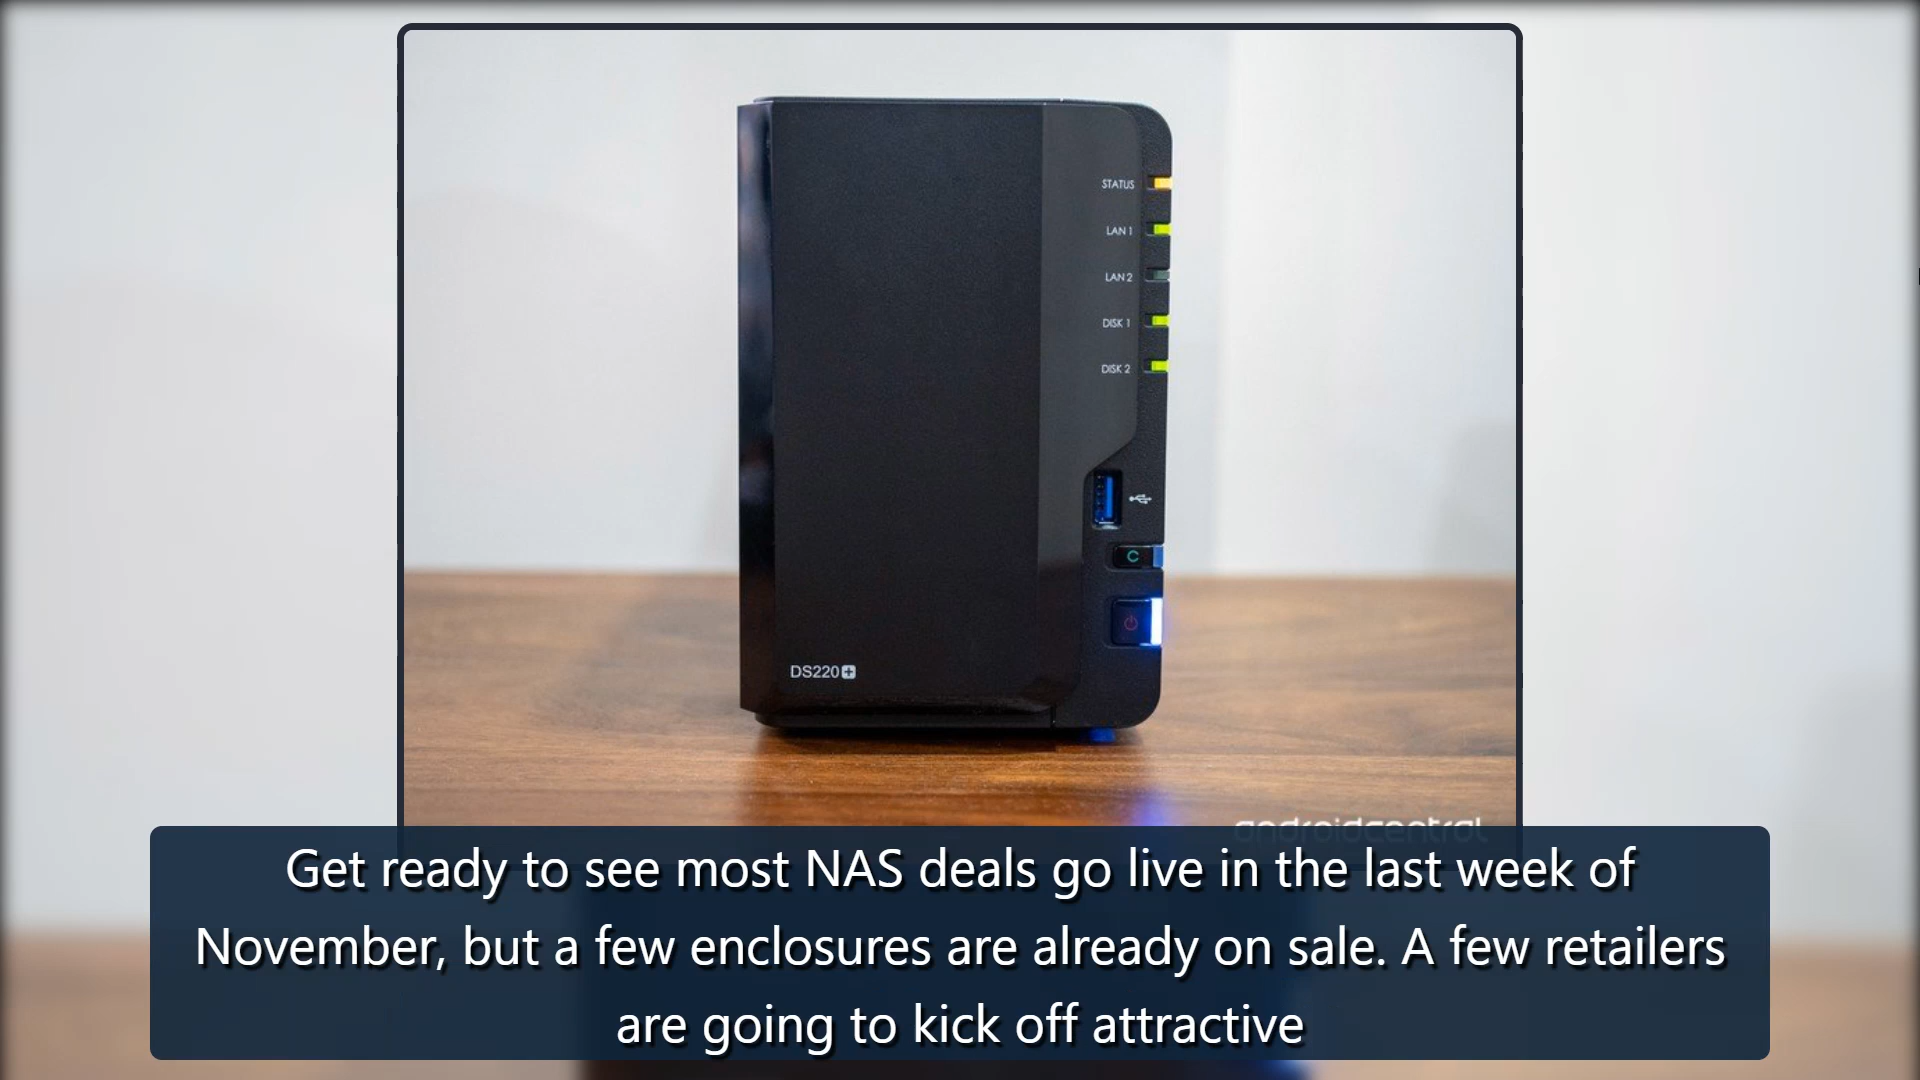 STATUS
LAN 1
LAN 2
DISK 1
DISK 2
DS220+
androidcentral
Get ready to see most NAS deals go live in the last week of
November, but a few enclosures are already on sale. A few retailers
are going to kick off attractive